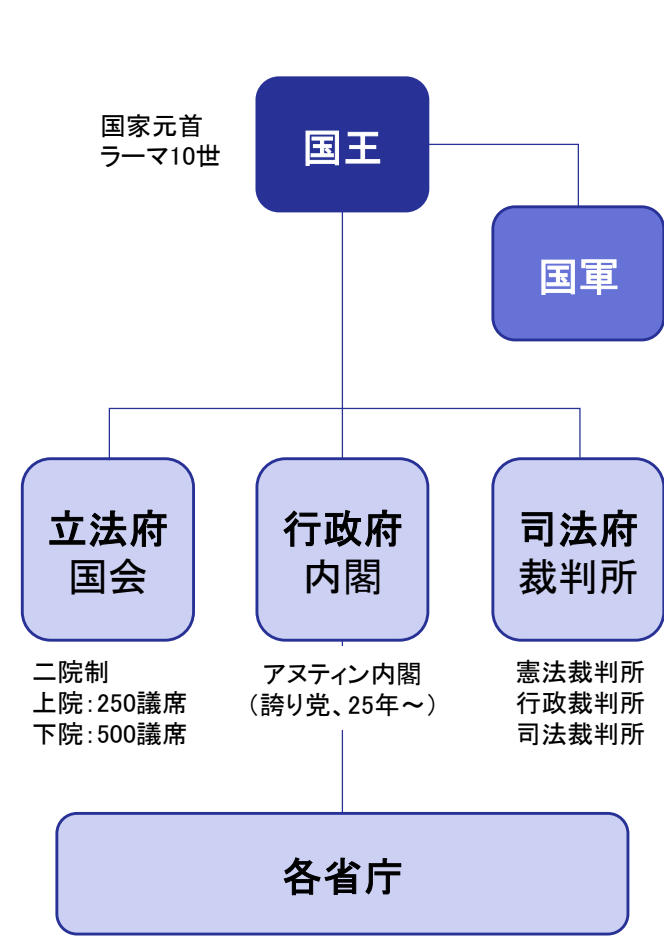 国家元首
ラーマ10世
国王
国軍
立法府
国会
行政府
内閣
司法府
裁判所
二院制
上院：250議席
下院：500議席
アヌティン内閣
（誇り党、25年～）
憲法裁判所
行政裁判所
司法裁判所
各省庁